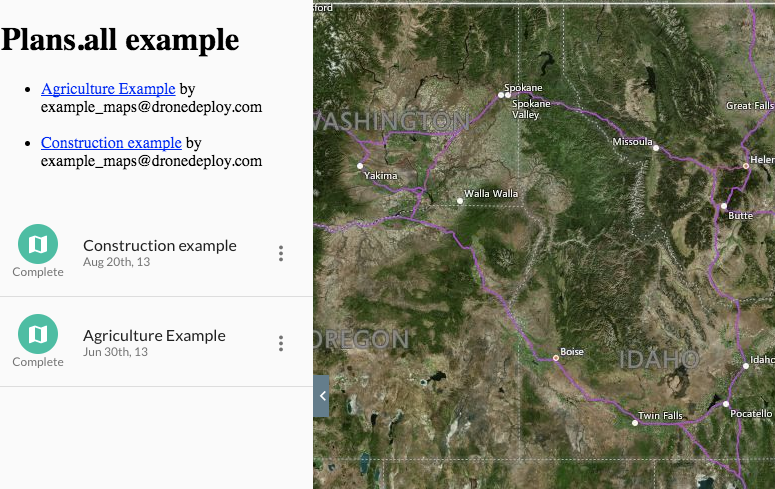 Plans.all example
Agriculture Example by
example_maps@dronedeploy.com
Construction example by
example_maps@dronedeploy.com
Construction example
Aug 20th, 13
Complete
Agriculture Example
Jun 30th, 13
Complete
sford
Spokane
Spokane
Valley
Great Falls
WASHINGTON
Missoula
Helen
Yakima
Walla Walla
Butte
OREGON
Boise
IDAHO
Idaho
Twin Falls
Pocatello